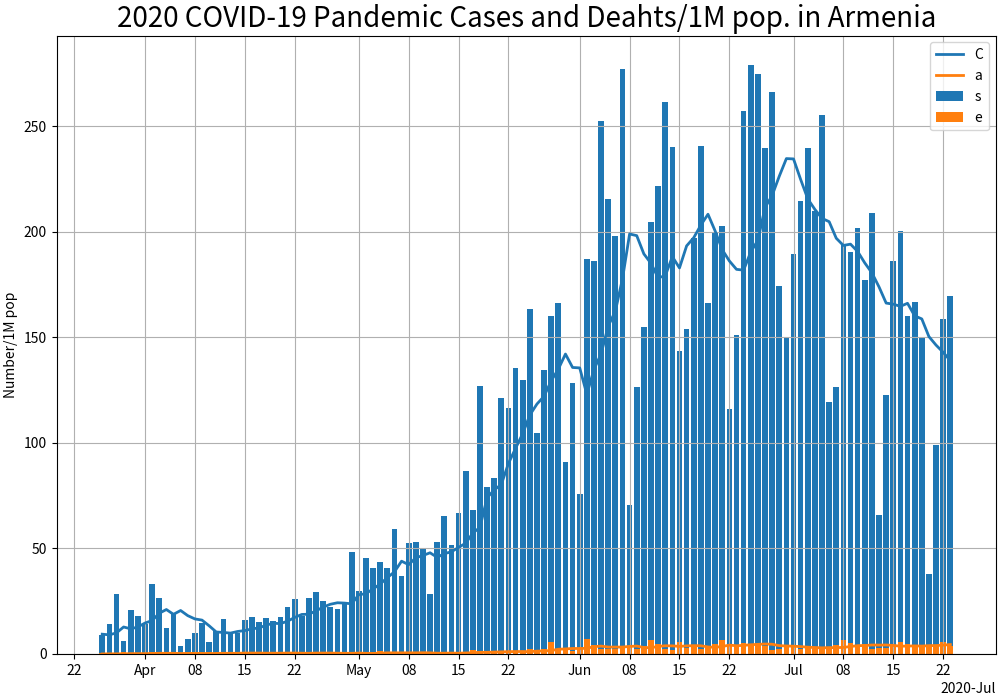 2020 COVID-19 Pandemic Cases and Deahts/1M pop. in Armenia
C
a
s
e
Number/1M pop
250
200
150
100
50
0
22 Apr 08 15 22 May 08 15 22 Jun 08 15 22 Jul 08 15 22
2020-Jul